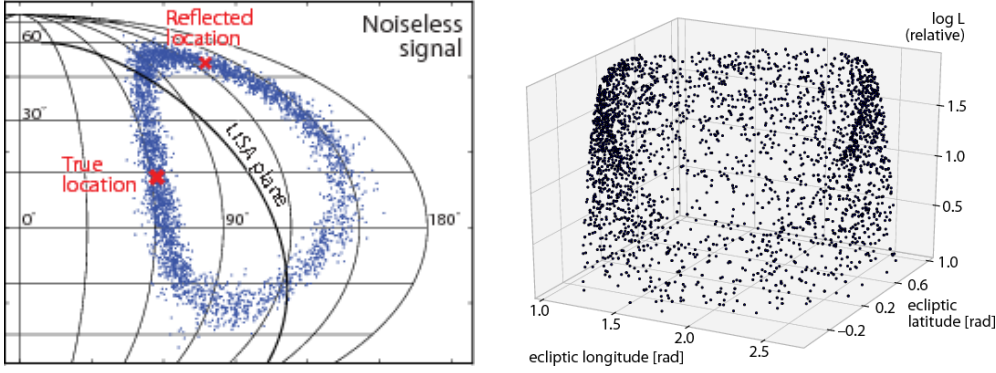 Reflected
location
Noiseless
signal
60°
30°
LISA plane
True
location
0°
90°
180°
log L
(relative)
1.5
1.0
0.5
1.0
0.6
0.2
−0.2
ecliptic
latitude [rad]
1.0
1.5
2.0
2.5
ecliptic longitude [rad]